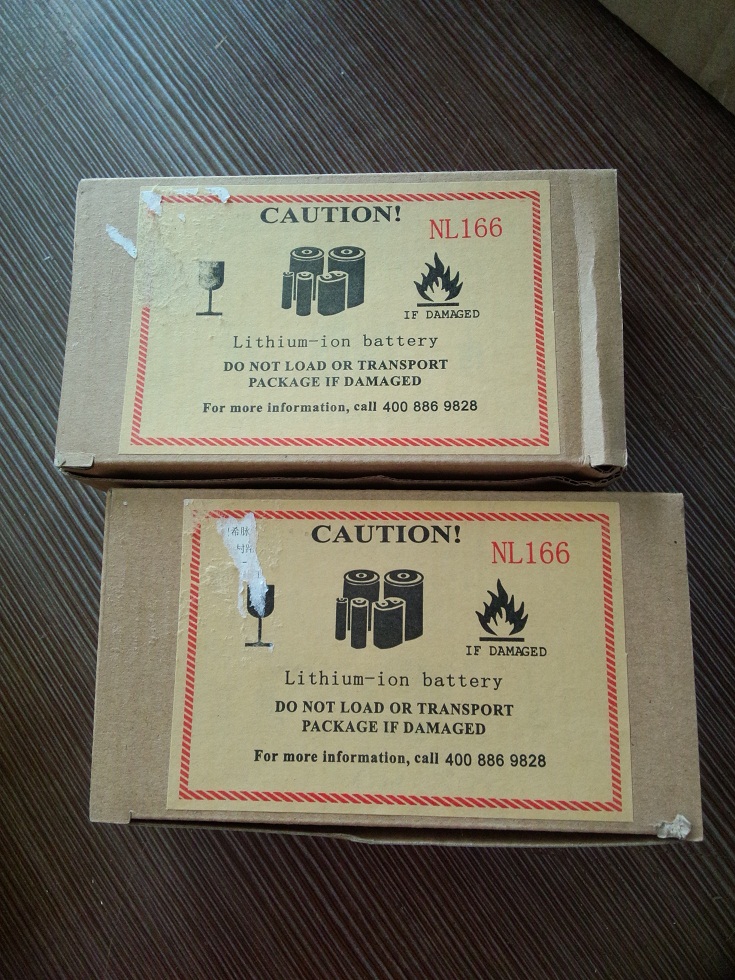 CAUTION!
NL166
IF DAMAGED
Lithium-ion battery
DO NOT LOAD OR TRANSPORT
PACKAGE IF DAMAGED
For more information, call 400 886 9828
CAUTION!
NL166
IF DAMAGED
Lithium-ion battery
DO NOT LOAD OR TRANSPORT
PACKAGE IF DAMAGED
For more information, call 400 886 9828